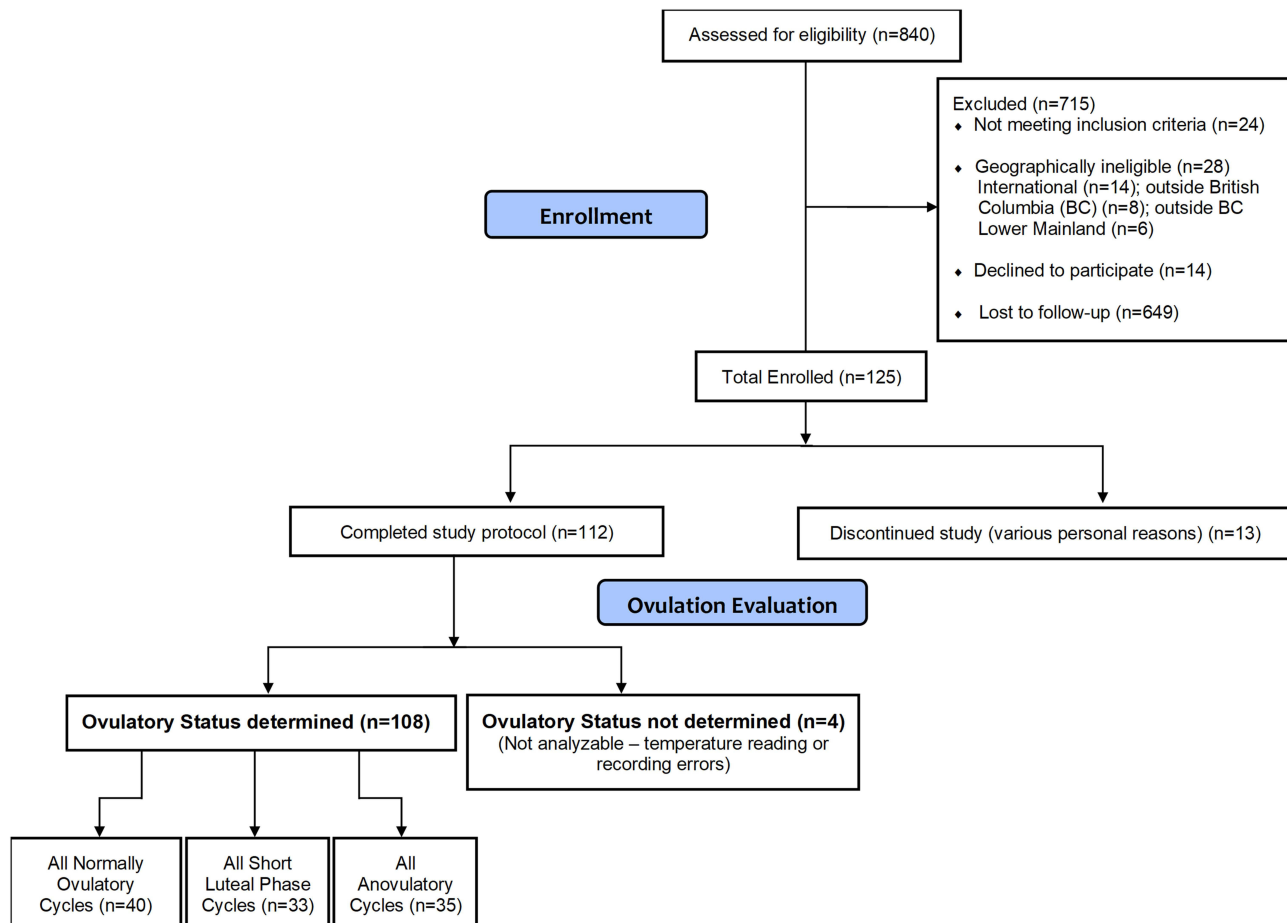 Assessed for eligibility (n=840)
Excluded (n=715)
⬧ Not meeting inclusion criteria (n=24)
⬧ Geographically ineligible (n=28)
International (n=14); outside British
Columbia (BC) (n=8); outside BC
Lower Mainland (n=6)
⬧ Declined to participate (n=14)
⬧ Lost to follow-up (n=649)
Enrollment
Total Enrolled (n=125)
Completed study protocol (n=112)
Discontinued study (various personal reasons) (n=13)
Ovulation Evaluation
Ovulatory Status determined (n=108)
Ovulatory Status not determined (n=4)
(Not analyzable – temperature reading or
recording errors)
All Normally
Ovulatory
Cycles (n=40)
All Short
Luteal Phase
Cycles (n=33)
All
Anovulatory
Cycles (n=35)